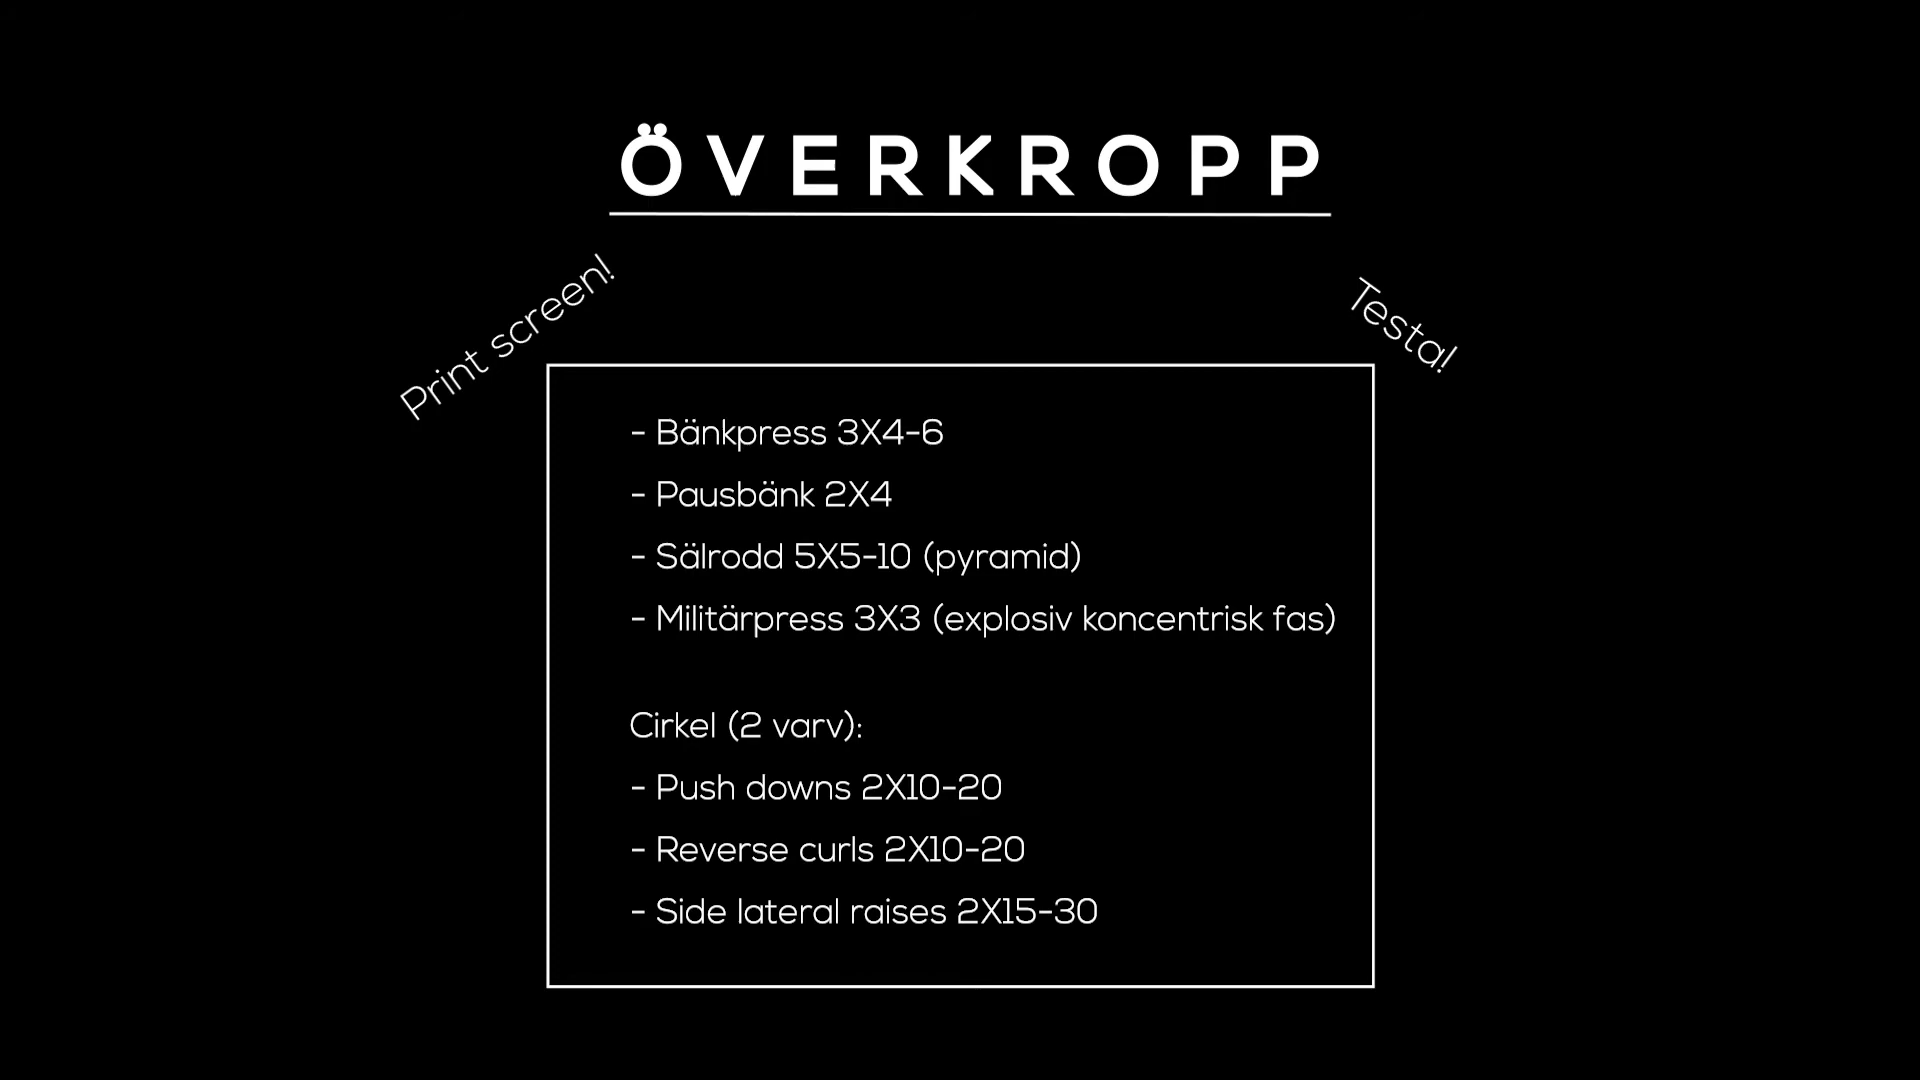 ÖVERKROPP
Print screen!
Testa!
- Bänkpress 3X4-6
- Pausbänk 2X4
- Sälrodd 5X5-10 (pyramid)
- Militärpress 3X3 (explosiv koncentrisk fas)
Cirkel (2 varv):
- Push downs 2X10-20
- Reverse curls 2X10-20
- Side lateral raises 2X15-30